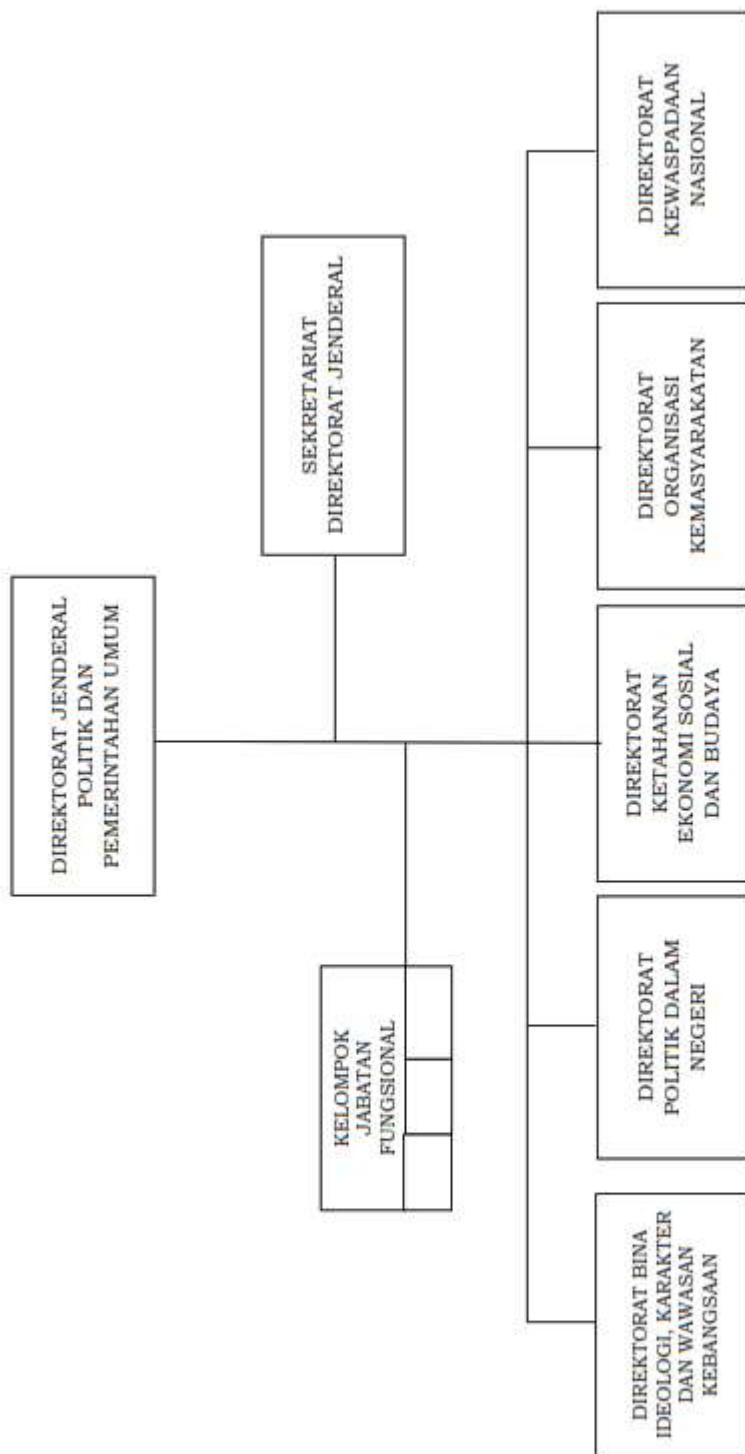 DIREKTORAT JENDERAL
POLITIK DAN
PEMERINTAHAN UMUM
SEKRETARIAT
DIREKTORAT JENDERAL
KELOMPOK
JABATAN
FUNGSIONAL
DIREKTORAT BINA
IDEOLOGI, KARAKTER
DAN WAWASAN
KEBANGSAAN
DIREKTORAT
POLITIK DALAM
NEGERI
DIREKTORAT
KETAHANAN
EKONOMI SOSIAL
DAN BUDAYA
DIREKTORAT
ORGANISASI
KEMASYARAKATAN
DIREKTORAT
KEWASPADAAN
NASIONAL